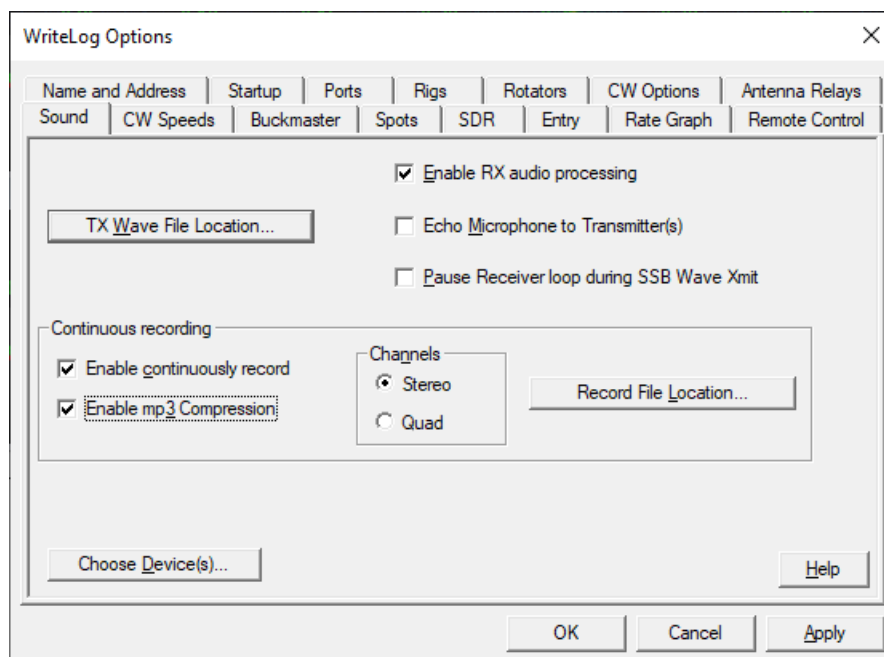 WriteLog Options
Name and Address Startup Ports Rigs Rotators CW Options Antenna Relays
Sound CW Speeds Buckmaster Spots SDR Entry Rate Graph Remote Control
Enable RX audio processing
TX Wave File Location...
Echo Microphone to Transmitter(s)
Pause Receiver loop during SSB Wave Xmit
Continuous recording
Enable continuously record
Enable mp3 Compression
Channels
Stereo
Quad
Record File Location...
Choose Device(s)...
Help
OK Cancel Apply